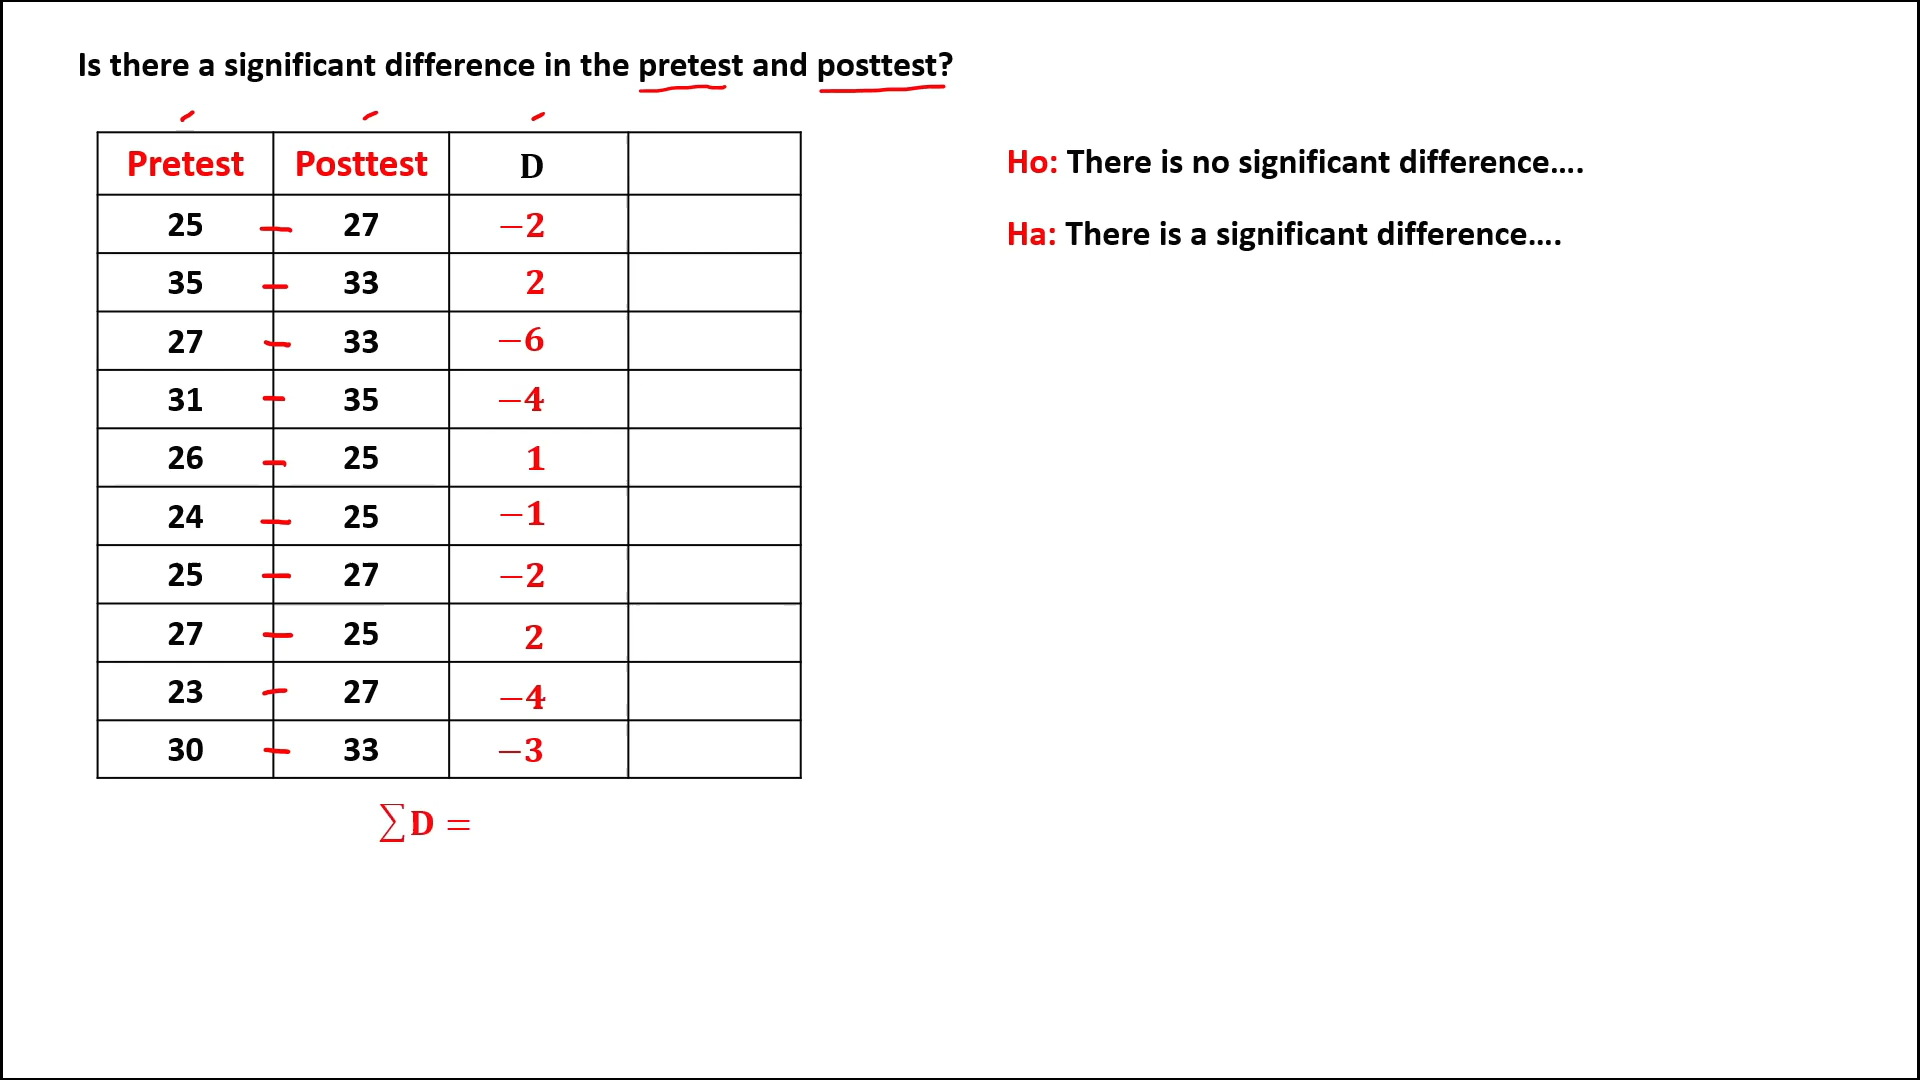 Is there a significant difference in the pretest and posttest?
Pretest Posttest D
25 — 27 −2
35 — 33 2
27 — 33 −6
31 — 35 −4
26 — 25 1
24 — 25 −1
25 — 27 −2
27 — 25 2
23 — 27 −4
30 — 33 −3
∑D =
Ho: There is no significant difference....
Ha: There is a significant difference....